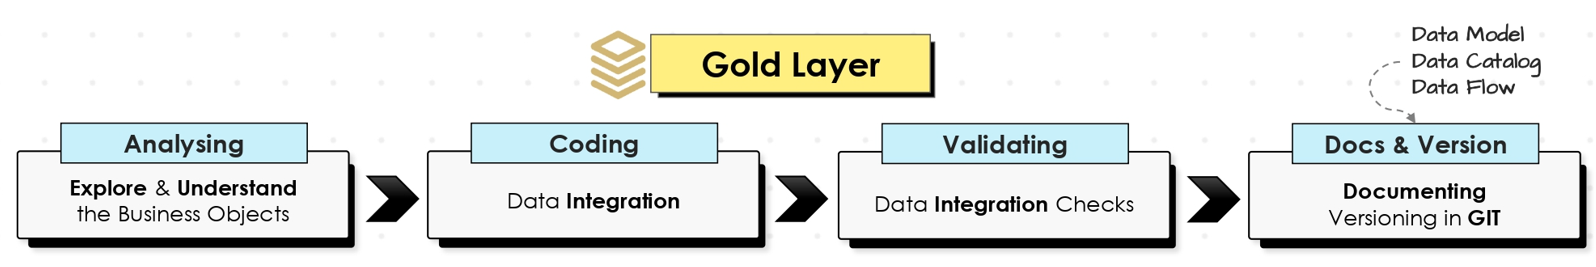 Gold Layer
Data Model
Data Catalog
Data Flow
Analysing
Explore & Understand
the Business Objects
Coding
Data Integration
Validating
Data Integration Checks
Docs & Version
Documenting
Versioning in GIT